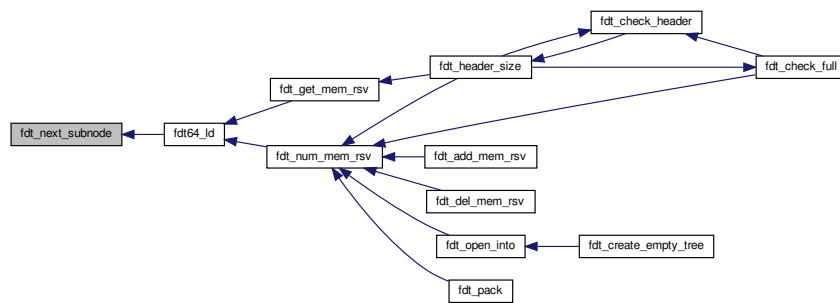 fdt_check_header
fdt_header_size
fdt_check_full
fdt_get_mem_rsv
fdt_next_subnode
fdt64_ld
fdt_num_mem_rsv
fdt_add_mem_rsv
fdt_del_mem_rsv
fdt_open_into
fdt_create_empty_tree
fdt_pack